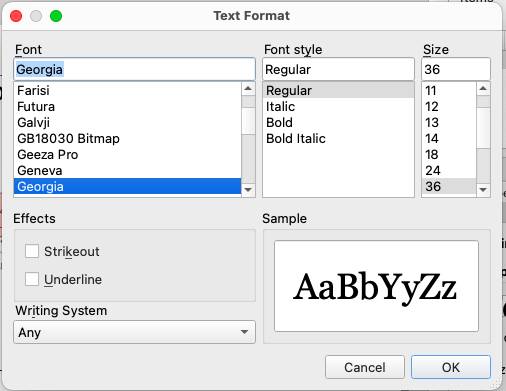 Text Format
Font
Georgia
Farisi
Futura
Galvji
GB18030 Bitmap
Geeza Pro
Geneva
Georgia
Font style
Regular
Regular
Italic
Bold
Bold Italic
Size
36
11
12
13
14
18
24
36
Effects
Strikeout
Underline
Writing System
Any
Sample
AaBbYyZz
Cancel
OK